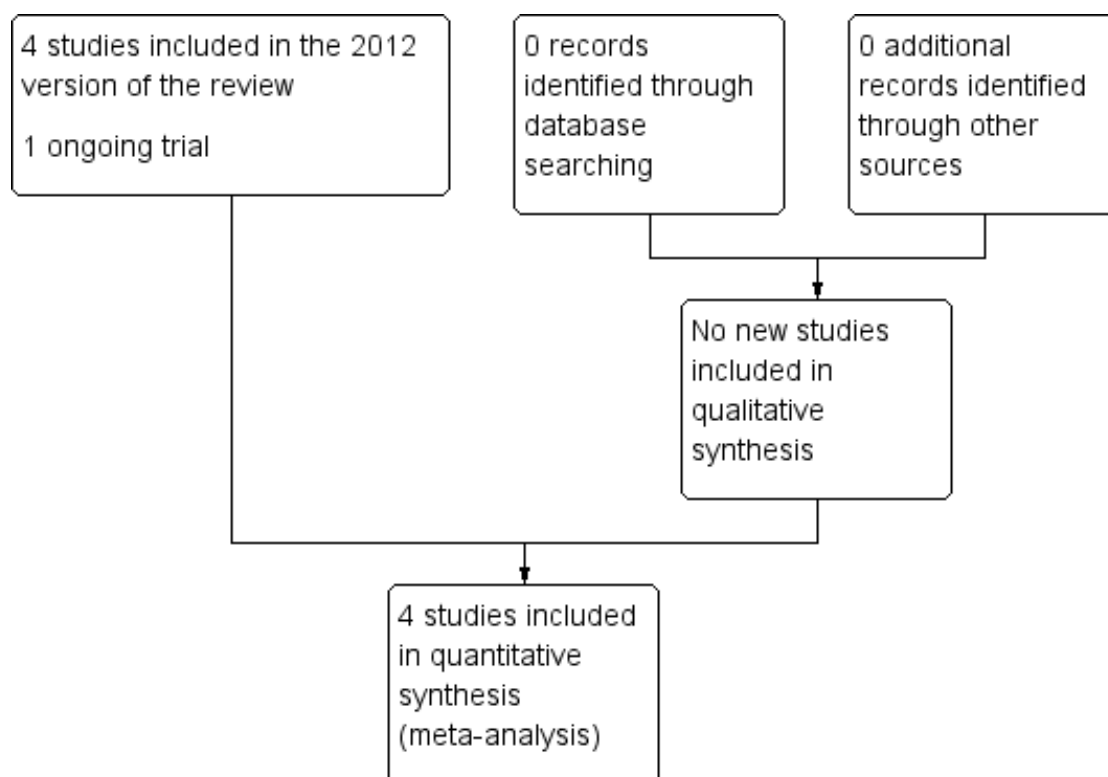 4 studies included in the 2012
version of the review
1 ongoing trial
0 records
identified through
database
searching
0 additional
records identified
through other
sources
No new studies
included in
qualitative
synthesis
4 studies included
in quantitative
synthesis
(meta-analysis)